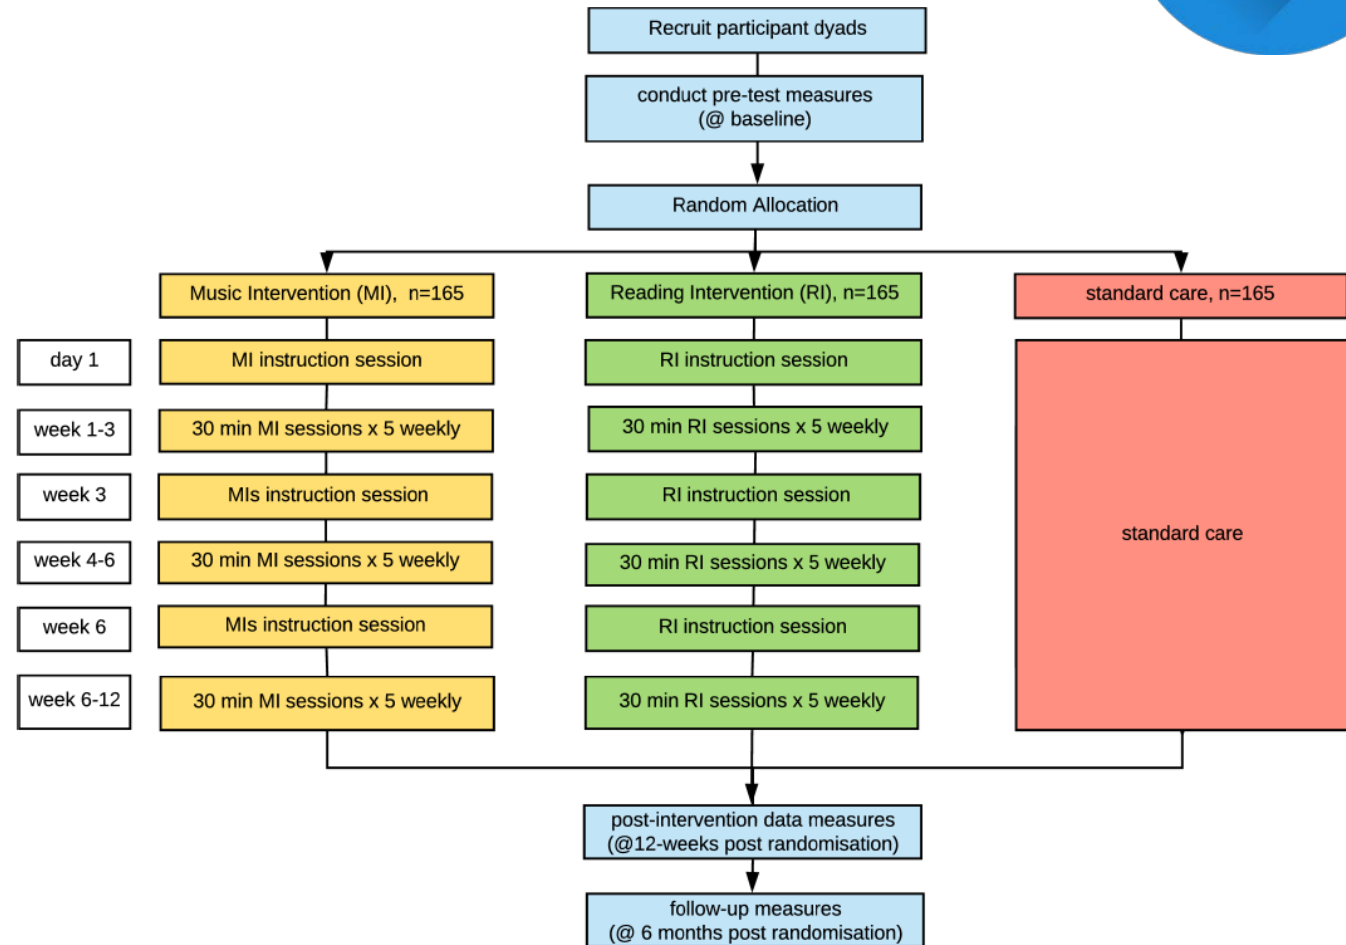 Recruit participant dyads
conduct pre-test measures
(@ baseline)
Random Allocation
Music Intervention (MI),  n=165
Reading Intervention (RI), n=165
standard care, n=165
day 1
MI instruction session
RI instruction session
week 1-3
30 min MI sessions x 5 weekly
30 min RI sessions x 5 weekly
week 3
MIs instruction session
RI instruction session
standard care
week 4-6
30 min MI sessions x 5 weekly
30 min RI sessions x 5 weekly
week 6
MIs instruction session
RI instruction session
week 6-12
30 min MI sessions x 5 weekly
30 min RI sessions x 5 weekly
post-intervention data measures
(@12-weeks post randomisation)
follow-up measures
(@ 6 months post randomisation)